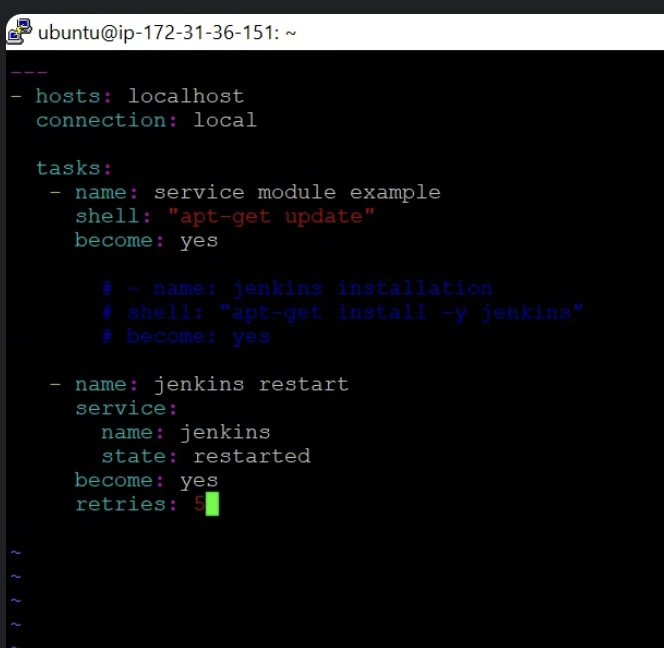 ubuntu@ip-172-31-36-151: ~
---
- hosts: localhost
  connection: local

  tasks:
   - name: service module example
     shell: "apt-get update"
     become: yes

       # - name: jenkins installation
       # shell: "apt-get install -y jenkins"
       # become: yes

   - name: jenkins restart
     service:
       name: jenkins
       state: restarted
     become: yes
     retries: 5

~
~
~
~
~